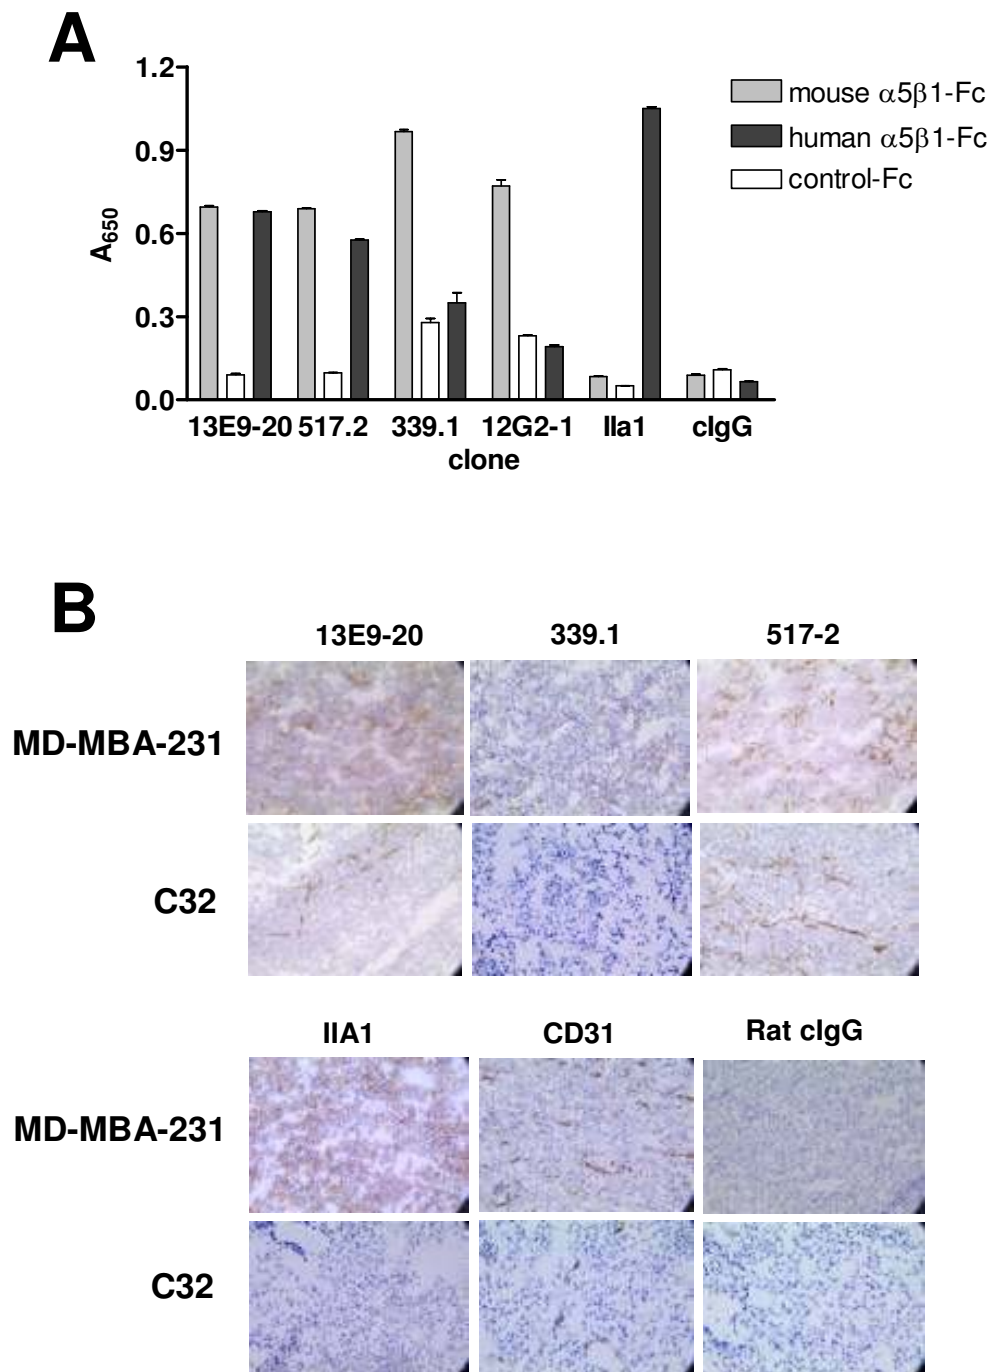 A
1.2
0.9
0.6
0.3
0.0
A650
mouse α5β1-Fc
human α5β1-Fc
control-Fc
13E9-20 517.2 339.1 12G2-1 IIa1 cIgG
clone
B
13E9-20 339.1 517-2
MD-MBA-231
C32
IIA1 CD31 Rat cIgG
MD-MBA-231
C32